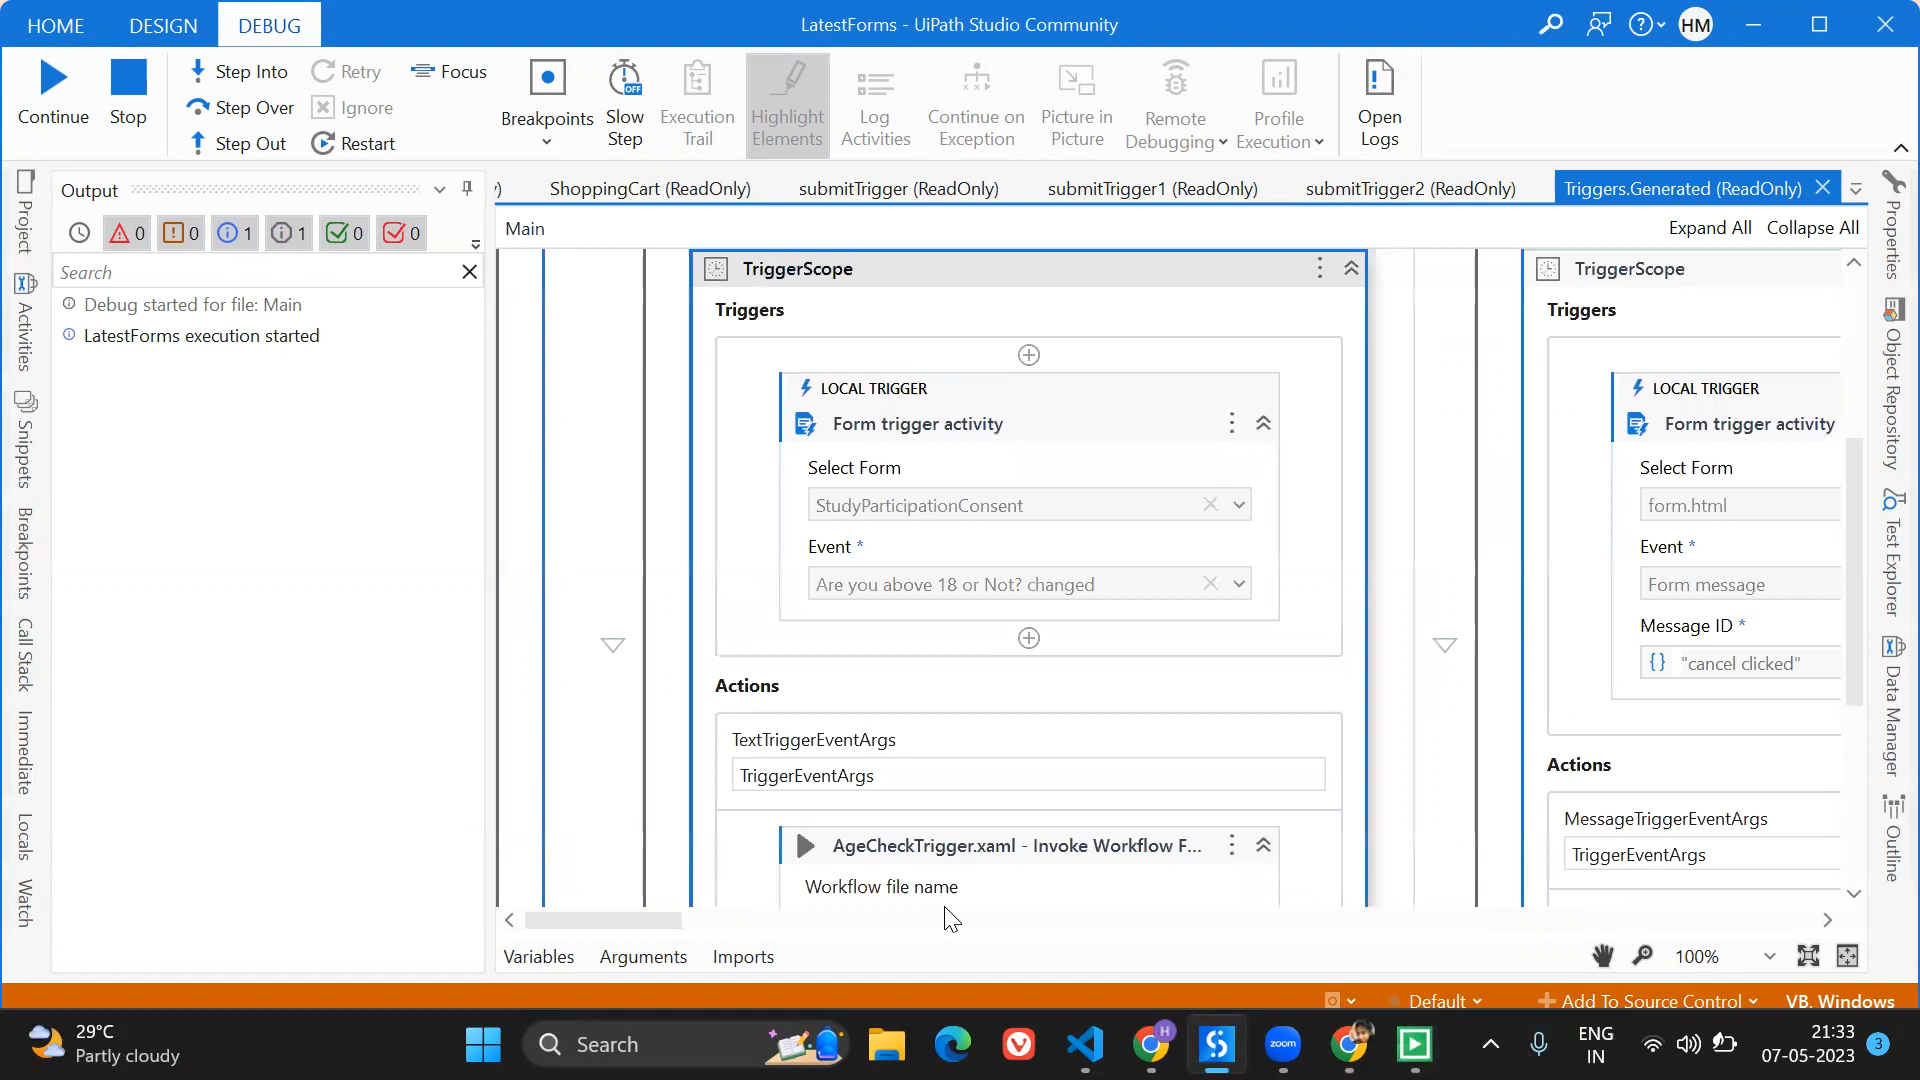 HOME DESIGN DEBUG LatestForms - UiPath Studio Community HM
Continue Stop Step Into Retry Focus Breakpoints Slow Step Execution Trail Highlight Elements Log Activities Continue on Exception Picture in Picture Remote Debugging Profile Execution Open Logs
Step Over Ignore
Step Out Restart
Output ShoppingCart (ReadOnly) submitTrigger (ReadOnly) submitTrigger1 (ReadOnly) submitTrigger2 (ReadOnly) Triggers.Generated (ReadOnly)
0 0 1 1 0 0
Main Expand All Collapse All
Search
Debug started for file: Main
LatestForms execution started
Project
Activities
Snippets
Breakpoints
Call Stack
Immediate
Locals
Watch
TriggerScope
Triggers
LOCAL TRIGGER
Form trigger activity
Select Form
StudyParticipationConsent
Event *
Are you above 18 or Not? changed
Actions
TextTriggerEventArgs
TriggerEventArgs
AgeCheckTrigger.xaml - Invoke Workflow F...
Workflow file name
TriggerScope
Triggers
LOCAL TRIGGER
Form trigger activity
Select Form
form.html
Event *
Form message
Message ID *
{} "cancel clicked"
Actions
MessageTriggerEventArgs
TriggerEventArgs
Properties
Object Repository
Test Explorer
Data Manager
Outline
Variables Arguments Imports 100%
Default Add To Source Control VB, Windows
29°C
Partly cloudy
Search
H
zoom
ENG
IN
21:33
07-05-2023
3